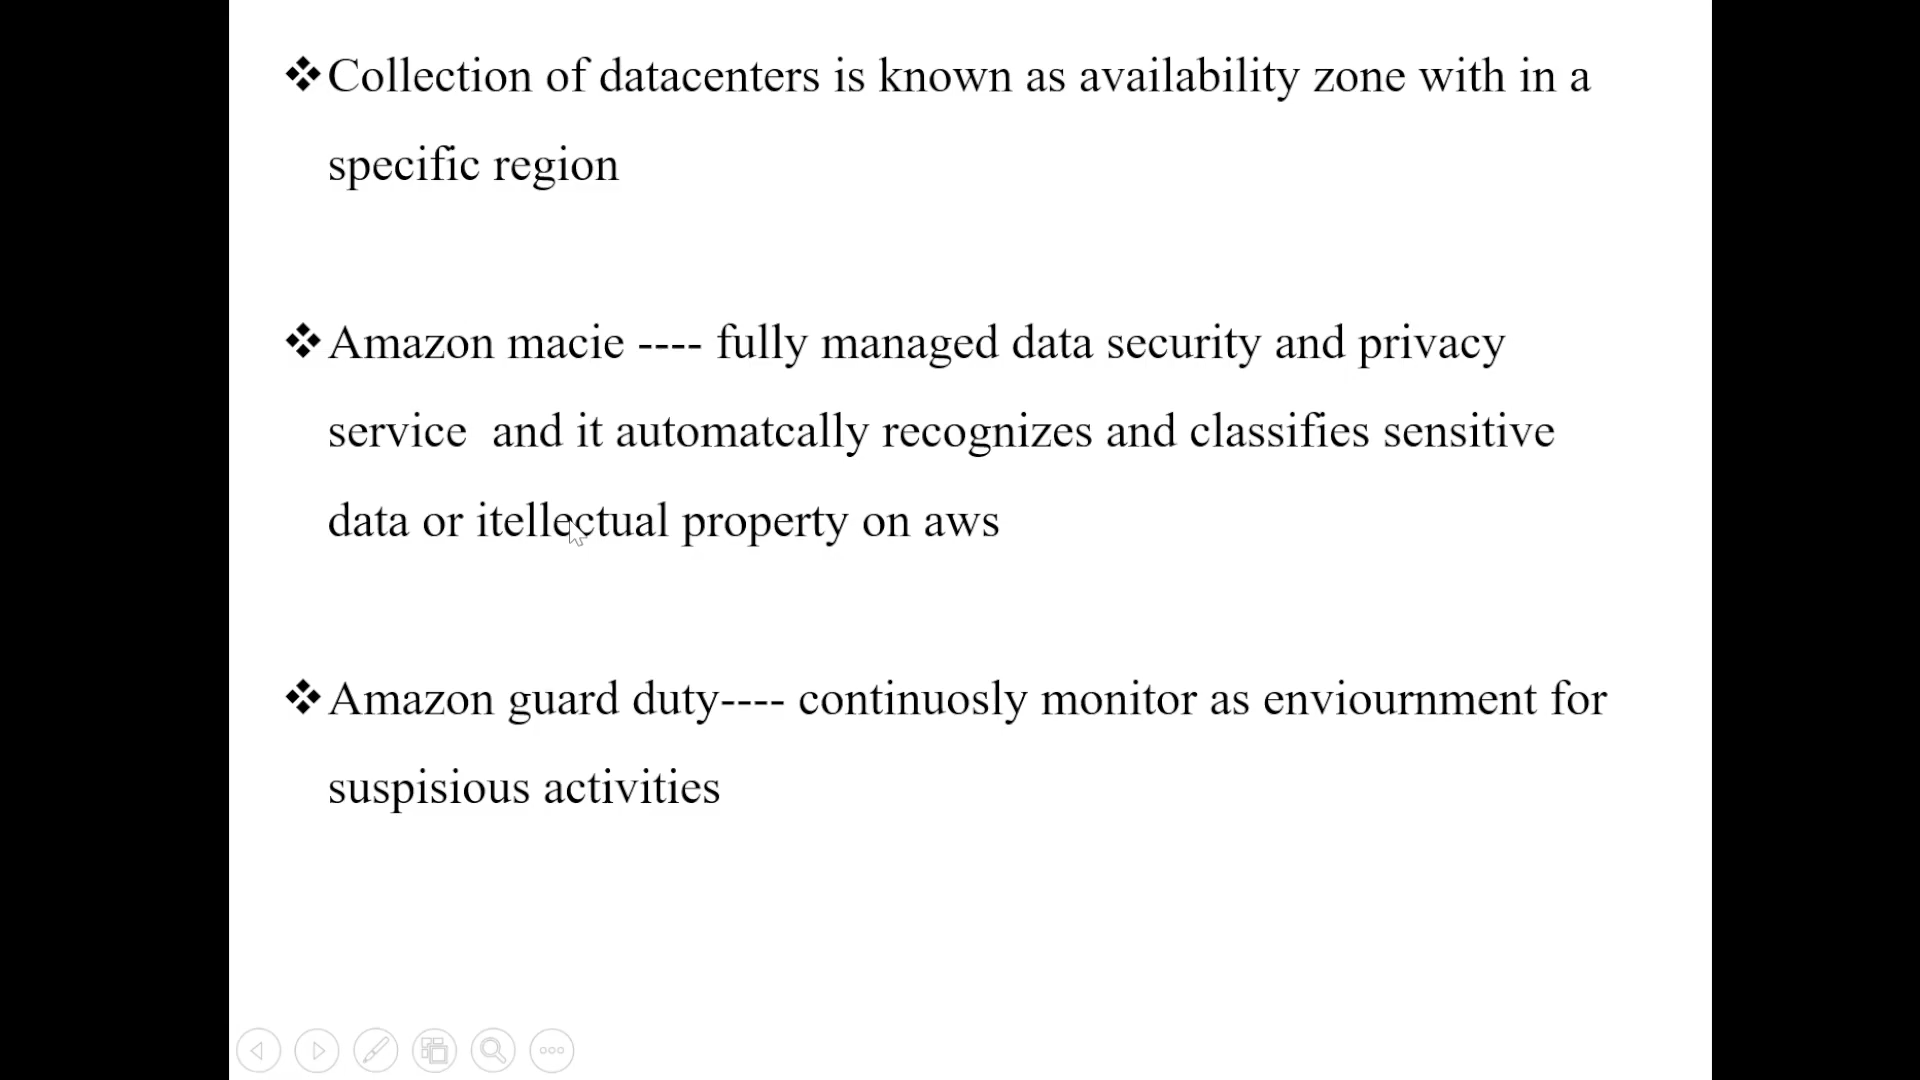 ❖Collection of datacenters is known as availability zone with in a
specific region
❖Amazon macie ---- fully managed data security and privacy
service  and it automatcally recognizes and classifies sensitive
data or itellectual property on aws
❖Amazon guard duty---- continuosly monitor as enviournment for
suspisious activities